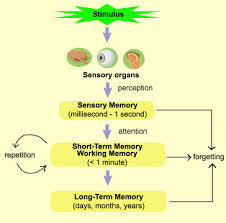 Stimulus
Sensory organs
perception
Sensory Memory
(millisecond - 1 second)
attention
Short-Term Memory
Working Memory
(< 1 minute)
repetition
forgetting
Long-Term Memory
(days, months, years)